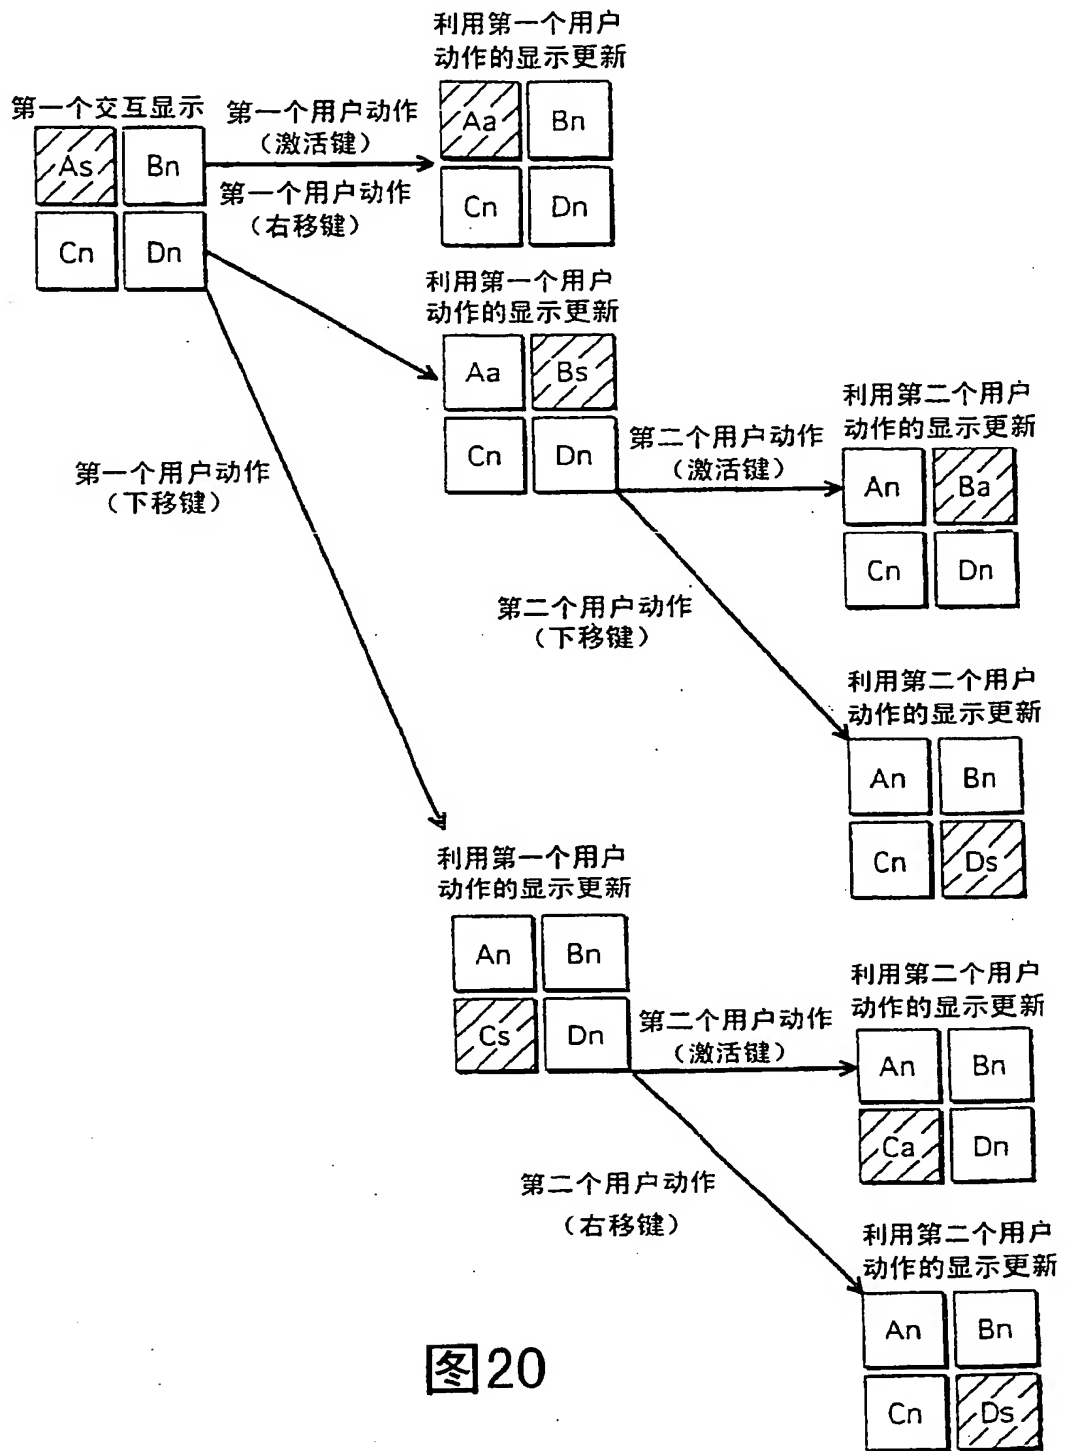 利用第一个用户
动作的显示更新
第一个交互显示
第一个用户动作
（激活键）
Aa Bn
As Bn
第一个用户动作
（右移键）
Cn Dn
Cn Dn
利用第一个用户
动作的显示更新
Aa Bs
利用第二个用户
动作的显示更新
第二个用户动作
（激活键）
Cn Dn
第一个用户动作
（下移键）
An Ba
Cn Dn
第二个用户动作
（下移键）
利用第二个用户
动作的显示更新
An Bn
Cn Ds
利用第一个用户
动作的显示更新
An Bn
利用第二个用户
动作的显示更新
第二个用户动作
（激活键）
Cs Dn
An Bn
Ca Dn
第二个用户动作
（右移键）
利用第二个用户
动作的显示更新
An Bn
Cn Ds
图20